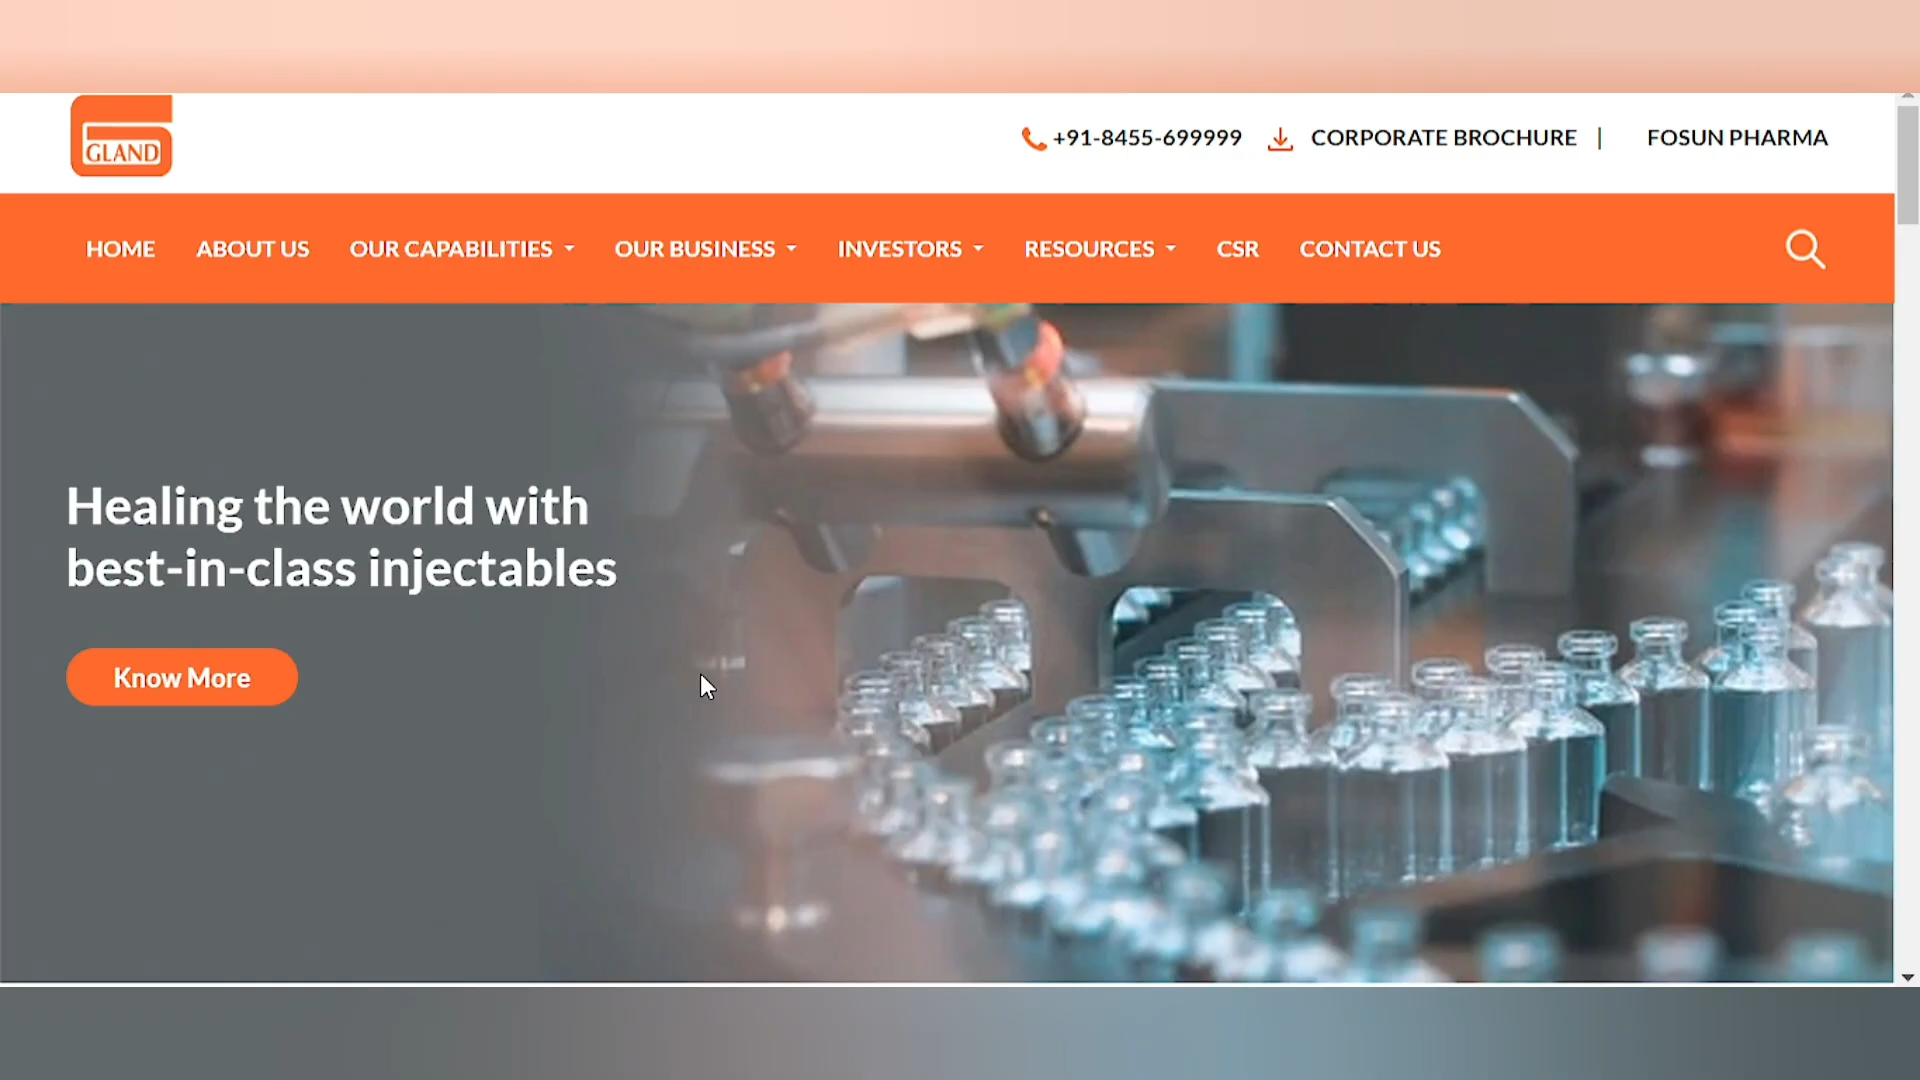 GLAND
+91-8455-699999 CORPORATE BROCHURE | FOSUN PHARMA
HOME ABOUT US OUR CAPABILITIES OUR BUSINESS INVESTORS RESOURCES CSR CONTACT US
Healing the world with
best-in-class injectables
Know More